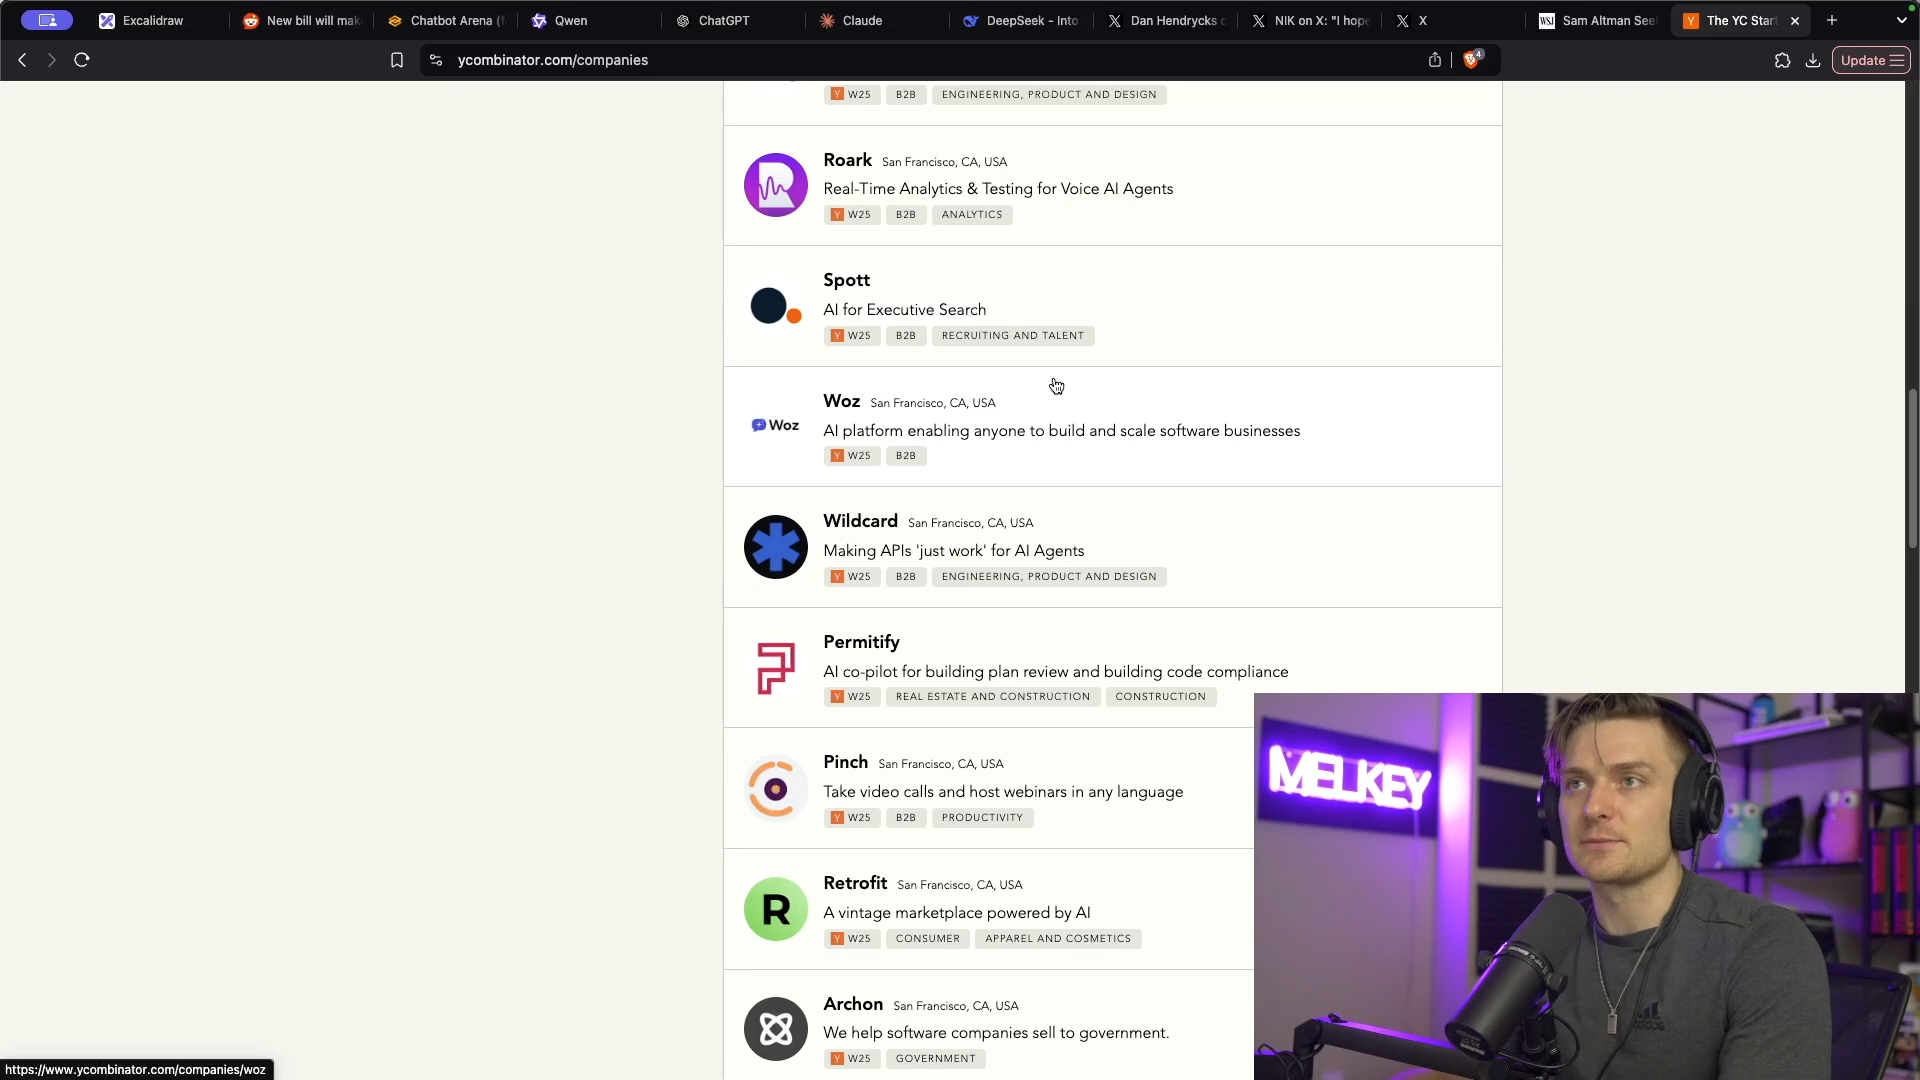 Excalidraw
New bill will mak
Chatbot Arena (f
Qwen
ChatGPT
Claude
DeepSeek - Into
Dan Hendrycks o
NIK on X: "I hope
X
Sam Altman See
The YC Star
ycombinator.com/companies
4
Update
W25 B2B ENGINEERING, PRODUCT AND DESIGN
Roark San Francisco, CA, USA
Real-Time Analytics & Testing for Voice AI Agents
W25 B2B ANALYTICS
Spott
AI for Executive Search
W25 B2B RECRUITING AND TALENT
Woz
Woz San Francisco, CA, USA
AI platform enabling anyone to build and scale software businesses
W25 B2B
Wildcard San Francisco, CA, USA
Making APIs 'just work' for AI Agents
W25 B2B ENGINEERING, PRODUCT AND DESIGN
Permitify
AI co-pilot for building plan review and building code compliance
W25 REAL ESTATE AND CONSTRUCTION CONSTRUCTION
Pinch San Francisco, CA, USA
Take video calls and host webinars in any language
W25 B2B PRODUCTIVITY
R
Retrofit San Francisco, CA, USA
A vintage marketplace powered by AI
W25 CONSUMER APPAREL AND COSMETICS
Archon San Francisco, CA, USA
We help software companies sell to government.
W25 GOVERNMENT
MELKEY
adidas
https://www.ycombinator.com/companies/woz